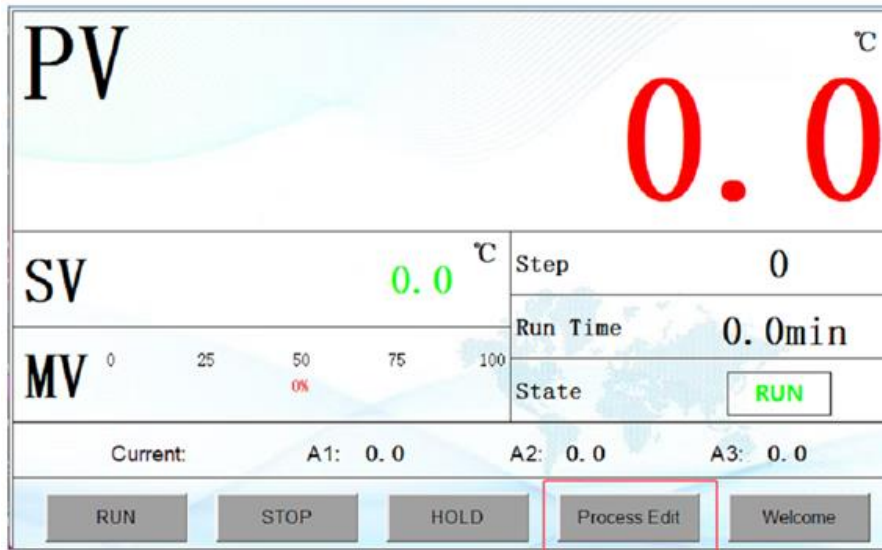 PV ℃
0.0
SV 0.0 ℃
Step 0
Run Time 0.0min
MV 0 25 50 75 100
0%
State RUN
Current: A1: 0.0 A2: 0.0 A3: 0.0
RUN STOP HOLD Process Edit Welcome